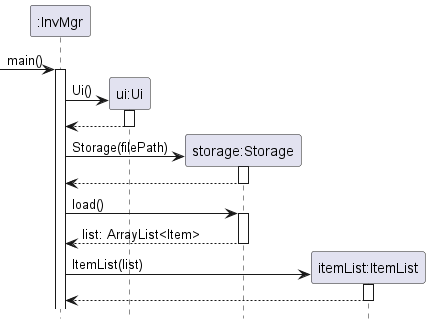 :InvMgr
main()
Ui()
ui:Ui
Storage(filePath)
storage:Storage
load()
list: ArrayList<Item>
ItemList(list)
itemList:ItemList